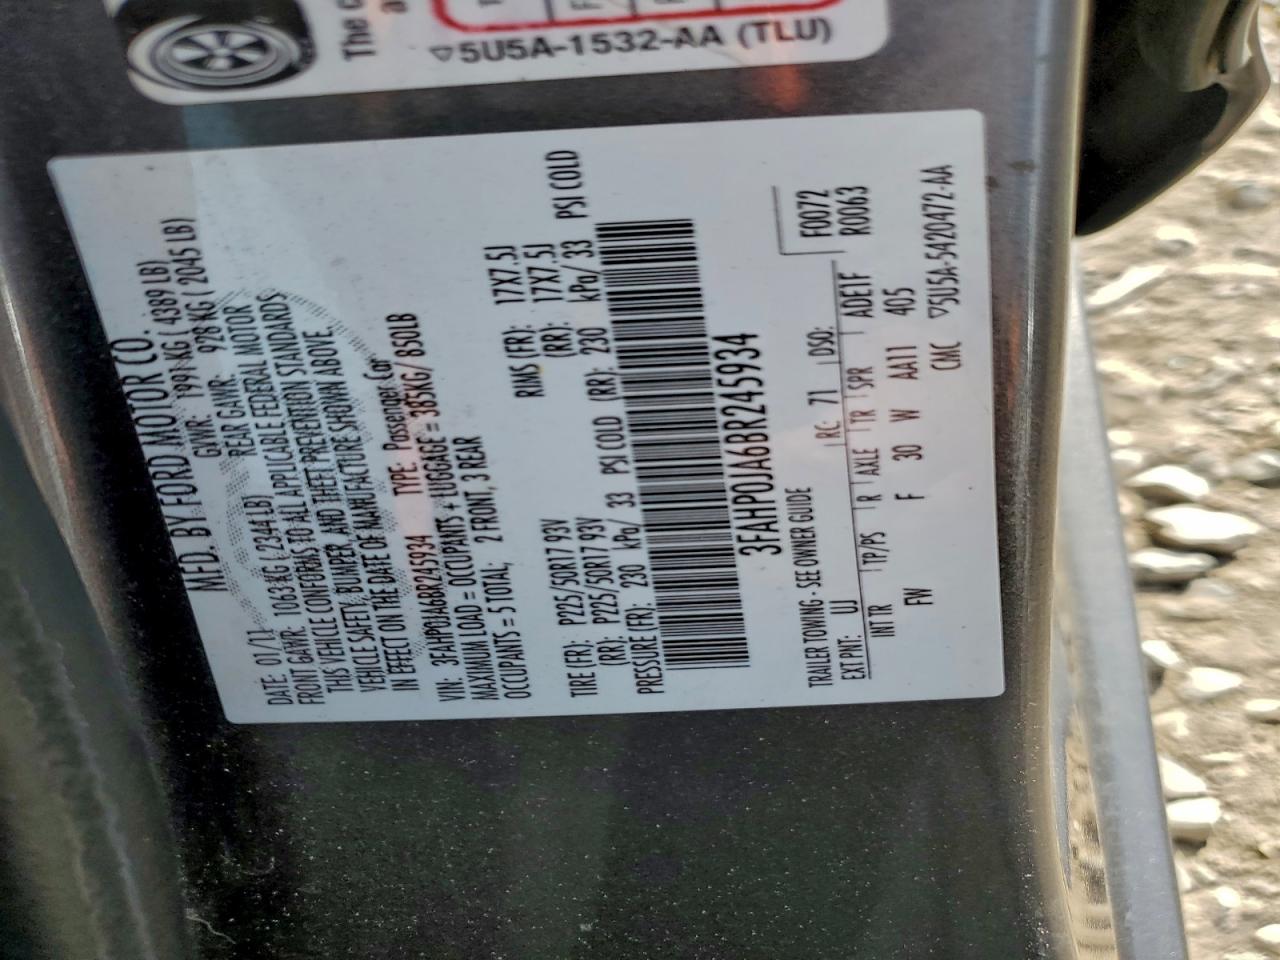 The c
a
▽5U5A-1532-AA (TLU)
MFD. BY FORD MOTOR CO.
DATE: 01/11 GVWR: 1991 KG ( 4389 LB)
FRONT GAWR: 1063 KG ( 2344 LB) REAR GAWR: 928 KG ( 2045 LB)
THIS VEHICLE CONFORMS TO ALL APPLICABLE FEDERAL MOTOR
VEHICLE SAFETY, BUMPER, AND THEFT PREVENTION STANDARDS
IN EFFECT ON THE DATE OF MANUFACTURE SHOWN ABOVE.
VIN: 3FAHP0JA6BR245934 TYPE: Passenger Car
MAXIMUM LOAD = OCCUPANTS + LUGGAGE = 385KG/ 850LB
OCCUPANTS = 5 TOTAL, 2 FRONT, 3 REAR
TIRE (FR): P225/50R17 93V RIMS (FR): 17X7.5J
(RR): P225/50R17 93V (RR): 17X7.5J
PRESSURE (FR): 230 kPa/ 33 PSI COLD (RR): 230 kPa/ 33 PSI COLD
3FAHP0JA6BR245934
TRAILER TOWING - SEE OWNER GUIDE F0072
EXT PNT: UJ RC: 71 DSO: R0063
INT TR TP/PS R AXLE TR SPR ADE1F
FW F 30 W AA11 405
CMC ▽5U5A-5420472-AA